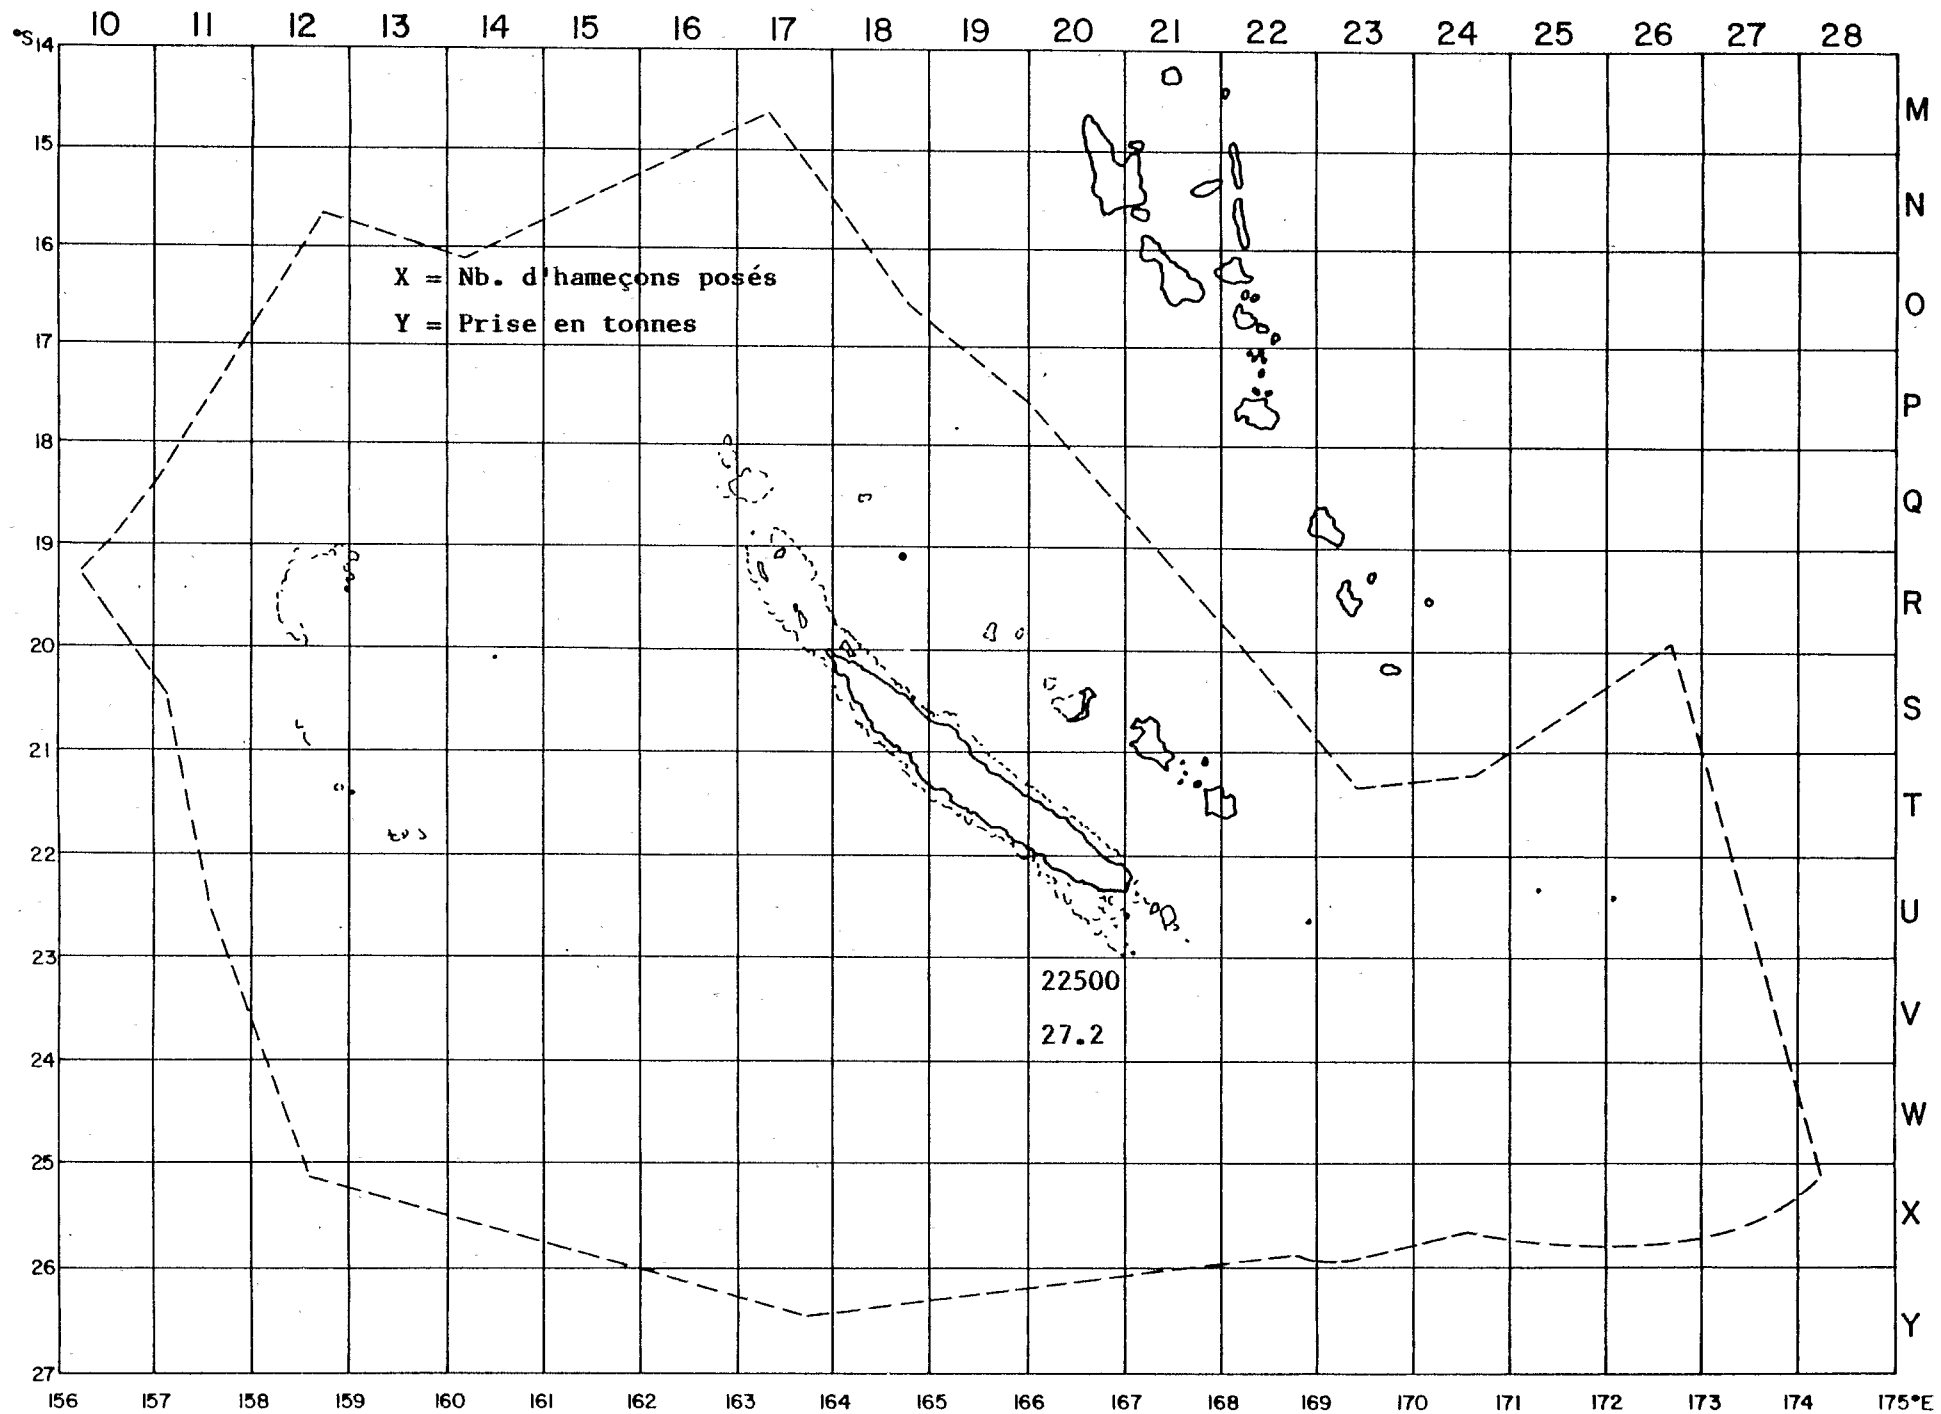 10 11 12 13 14 15 16 17 18 19 20 21 22 23 24 25 26 27 28
°S 14
M
15
N
16
X = Nb. d'hameçons posés
O
Y = Prise en tonnes
17
P
18
Q
19
R
20
S
21
T
22
U
23
22500
V
27.2
24
W
25
X
26
Y
27
156 157 158 159 160 161 162 163 164 165 166 167 168 169 170 171 172 173 174 175°E